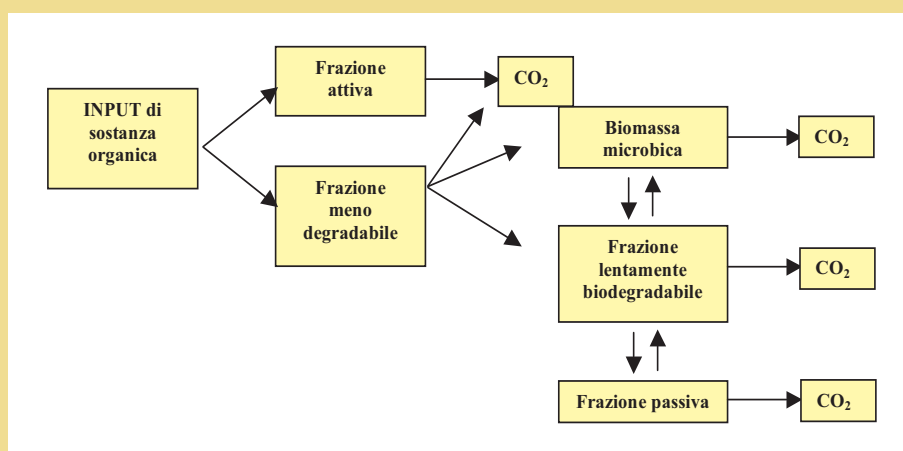 INPUT di
sostanza
organica
Frazione
attiva
CO₂
Frazione
meno
degradabile
Biomassa
microbica
CO₂
Frazione
lentamente
biodegradabile
CO₂
Frazione passiva
CO₂